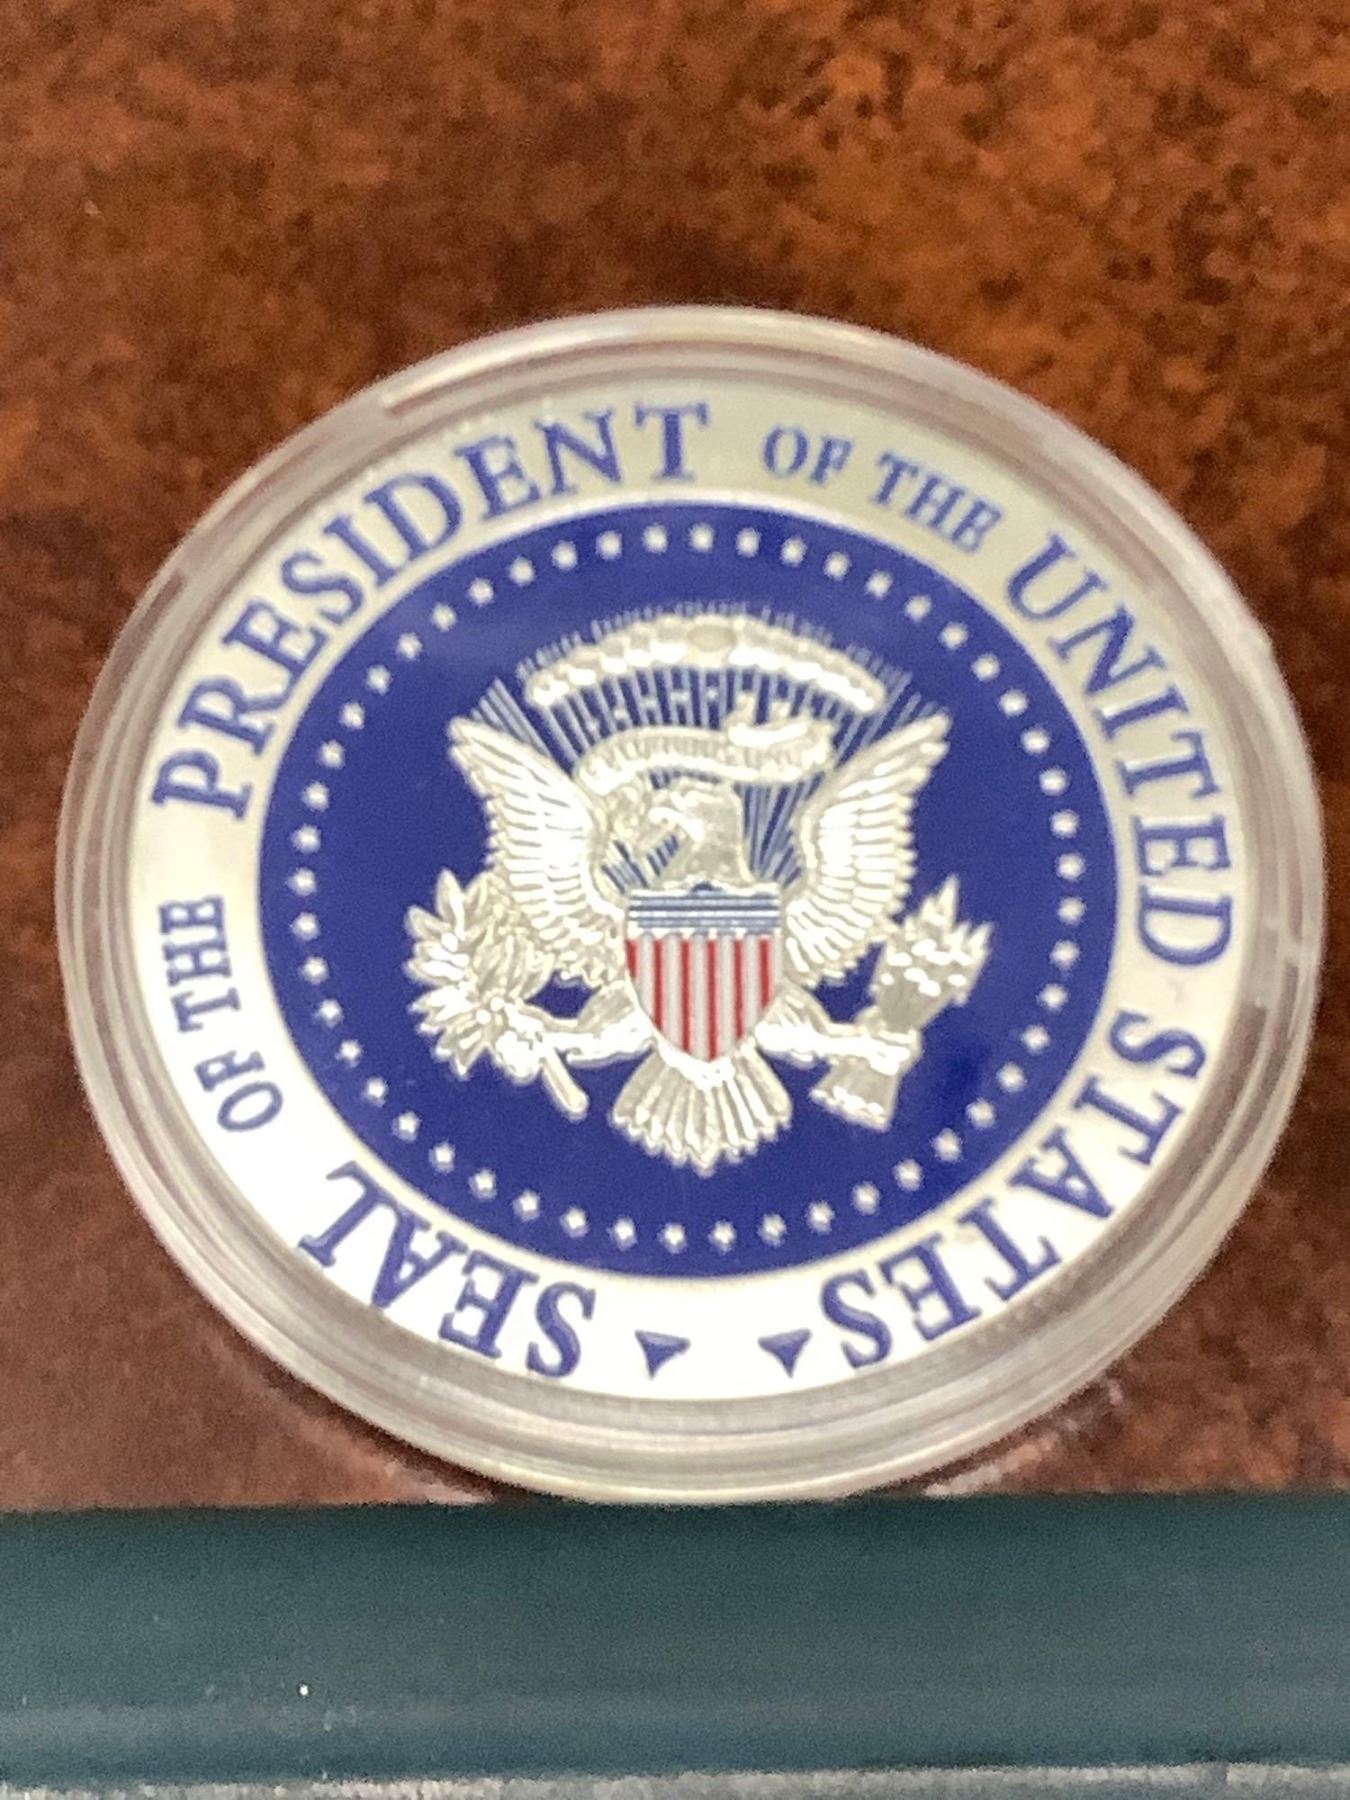 SEAL OF THE PRESIDENT OF THE UNITED STATES